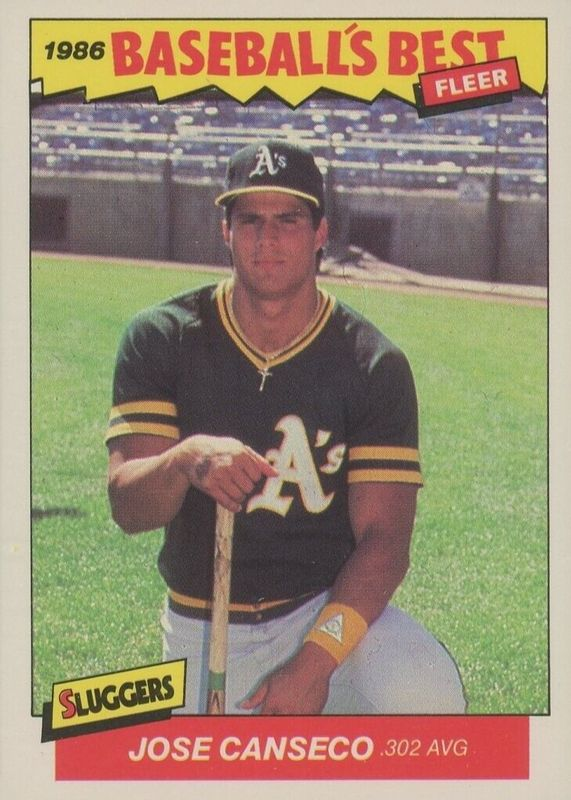 1986 BASEBALL'S BEST
FLEER
A's
A's
SLUGGERS
JOSE CANSECO .302 AVG